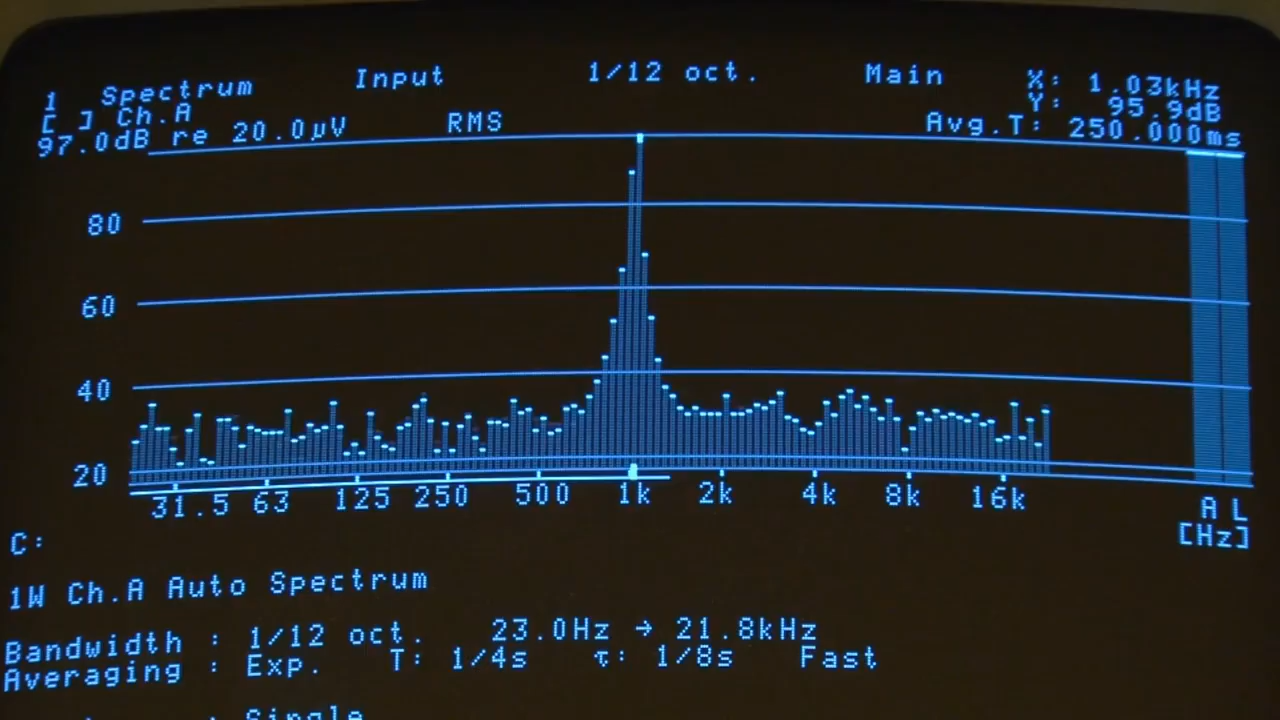 1 Spectrum Input 1/12 oct. Main X: 1.03kHz
[ ] Ch.A Y: 95.9dB
97.0dB re 20.0µV RMS Avg.T: 250.000ms
80
60
40
20
31.5 63 125 250 500 1k 2k 4k 8k 16k A L
[Hz]
C:
1W Ch.A Auto Spectrum
Bandwidth : 1/12 oct. 23.0Hz → 21.8kHz
Averaging : Exp. T: 1/4s τ: 1/8s Fast
: Single